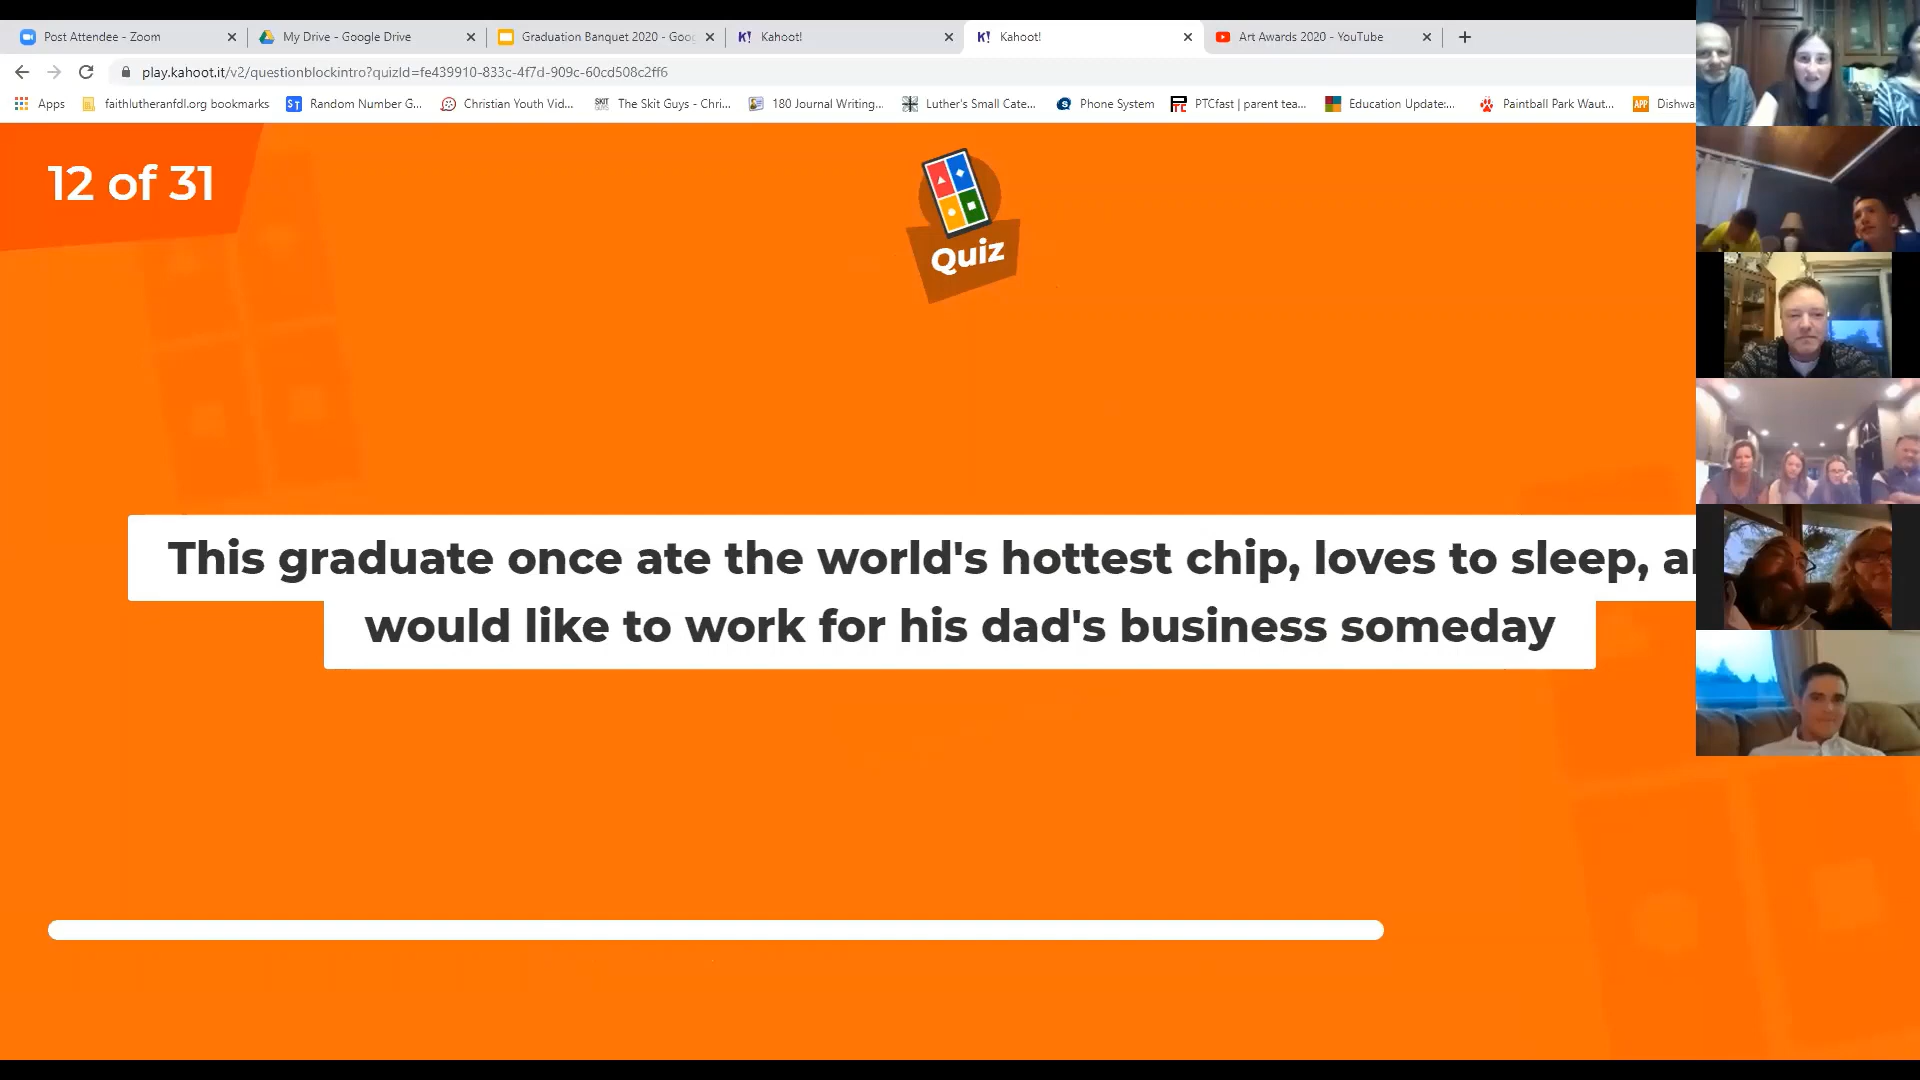 Post Attendee - Zoom
My Drive - Google Drive
Graduation Banquet 2020 - Goog
Kahoot!
Kahoot!
Art Awards 2020 - YouTube
play.kahoot.it/v2/questionblockintro?quizId=fe439910-833c-4f7d-909c-60cd508c2ff6
Apps
faithlutheranfdl.org bookmarks
Random Number G...
Christian Youth Vid...
The Skit Guys - Chri...
180 Journal Writing...
Luther's Small Cate...
Phone System
PTCfast | parent tea...
Education Update:...
Paintball Park Waut...
Dishwa
12 of 31
Quiz
This graduate once ate the world's hottest chip, loves to sleep, a
would like to work for his dad's business someday